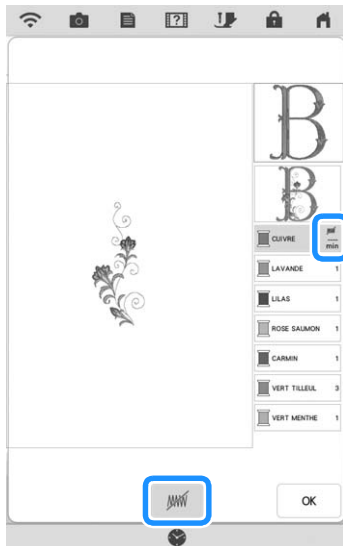 ?
B
B
CUIVRE
min
LAVANDE 1
LILAS 1
ROSE SAUMON 1
CARMIN 1
VERT TILLEUL 3
VERT MENTHE 1
OK